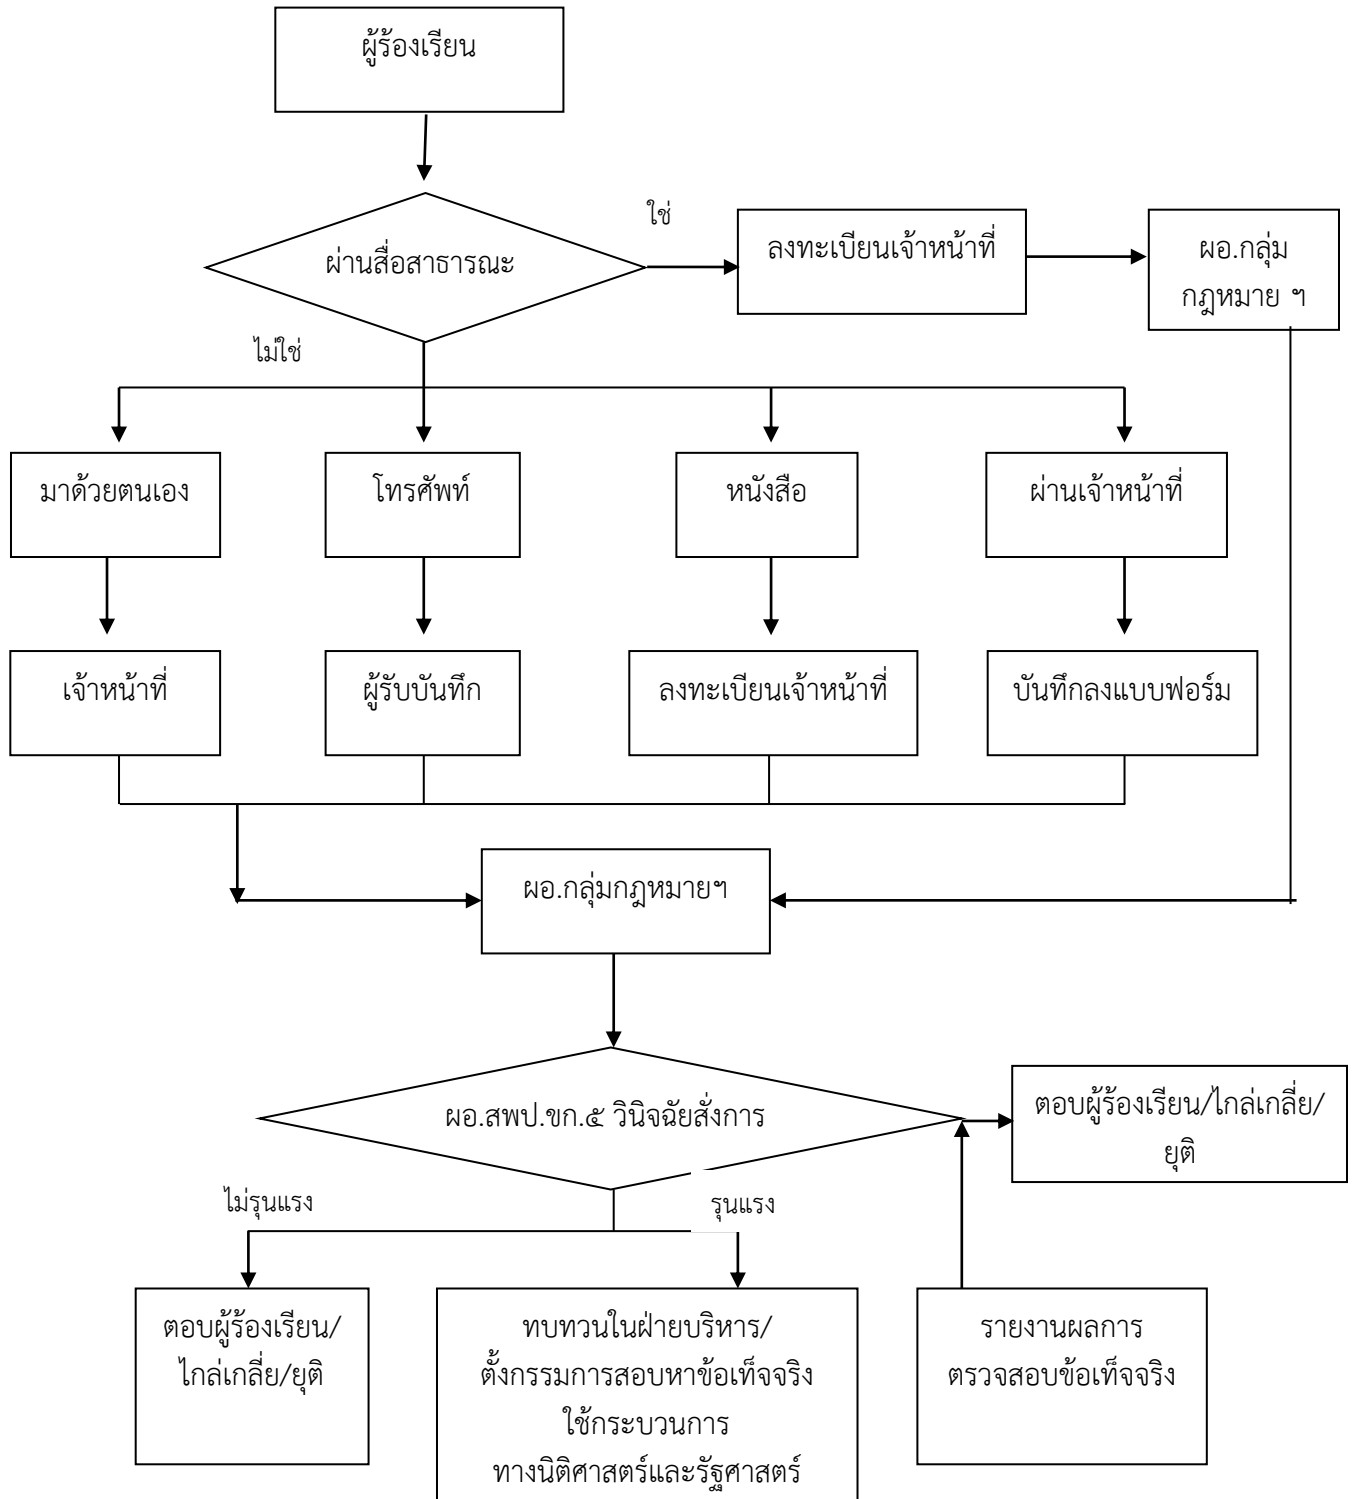 ผู้ร้องเรียน
ผ่านสื่อสาธารณะ
ใช่
ลงทะเบียนเจ้าหน้าที่
ผอ.กลุ่ม
กฎหมาย ฯ
ไม่ใช่
มาด้วยตนเอง
โทรศัพท์
หนังสือ
ผ่านเจ้าหน้าที่
เจ้าหน้าที่
ผู้รับบันทึก
ลงทะเบียนเจ้าหน้าที่
บันทึกลงแบบฟอร์ม
ผอ.กลุ่มกฎหมายฯ
ผอ.สพป.ขก.๕ วินิจฉัยสั่งการ
ตอบผู้ร้องเรียน/ไกล่เกลี่ย/
ยุติ
ไม่รุนแรง
รุนแรง
ตอบผู้ร้องเรียน/
ไกล่เกลี่ย/ยุติ
ทบทวนในฝ่ายบริหาร/
ตั้งกรรมการสอบหาข้อเท็จจริง
ใช้กระบวนการ
ทางนิติศาสตร์และรัฐศาสตร์
รายงานผลการ
ตรวจสอบข้อเท็จจริง